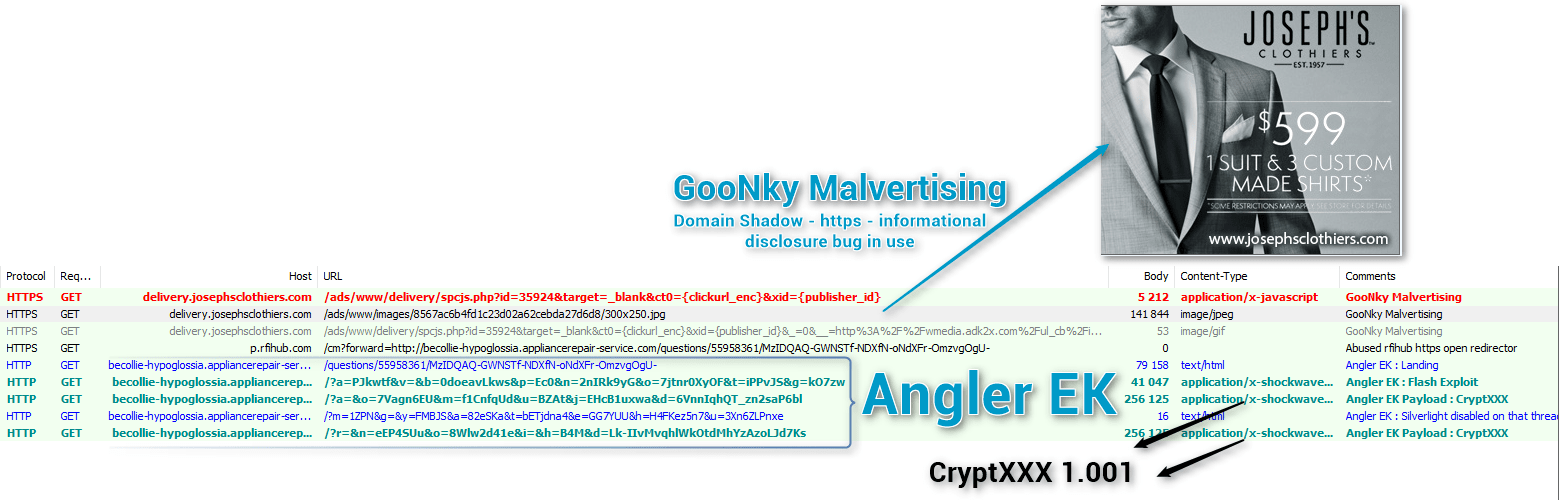 JOSEPH'S
CLOTHIERS
EST.1957
$599
1 SUIT & 3 CUSTOM
MADE SHIRTS*
*SOME RESTRICTIONS MAY APPLY SEE STORE FOR DETAILS
www.josephsclothiers.com
GooNky Malvertising
Domain Shadow - https - informational
disclosure bug in use
Protocol Req... Host URL Body Content-Type Comments
HTTPS GET delivery.josephsclothiers.com /ads/www/delivery/spcjs.php?id=35924&target=_blank&ct0={clickurl_enc}&xid={publisher_id} 5 212 application/x-javascript GooNky Malvertising
HTTPS GET delivery.josephsclothiers.com /ads/www/images/8567ac6b4fd1c23d02a62cebda27d6d8/300x250.jpg 141 844 image/jpeg GooNky Malvertising
HTTPS GET delivery.josephsclothiers.com /ads/www/delivery/spcjs.php?id=35924&target=_blank&ct0={clickurl_enc}&xid={publisher_id}&_=0&__=http%3A%2F%2Fwmedia.adk2x.com%2Ful_cb%2Fi... 53 image/gif GooNky Malvertising
HTTPS GET p.rfihub.com /cm?forward=http://becollie-hypoglossia.appliancerepair-service.com/questions/55958361/MzIDQAQ-GWNSTf-NDXfN-oNdXFr-OmzvgOgU- 0 Abused rfihub https open redirector
HTTP GET becollie-hypoglossia.appliancerepair-ser... /questions/55958361/MzIDQAQ-GWNSTf-NDXfN-oNdXFr-OmzvgOgU- 79 158 text/html Angler EK : Landing
HTTP GET becollie-hypoglossia.appliancerep... /?a=PJkwtf&v=&b=0doeavLkws&p=Ec0&n=2nIRk9yG&o=7jtnr0XyOF&t=iPPvJS&g=kO7zw 41 047 application/x-shockwave... Angler EK : Flash Exploit
HTTP GET becollie-hypoglossia.appliancerep... /?a=&o=7Vagn6EU&m=f1CnfqUd&u=BZAt&j=EHcB1uxwa&d=6VnnIqhQT_zn2saP6bl 256 125 application/x-shockwave... Angler EK Payload : CryptXXX
HTTP GET becollie-hypoglossia.appliancerepair-ser... /?m=1ZPN&g=&y=FMBJS&a=82eSKa&t=bETjdna4&e=GG7YUU&h=H4FKez5n7&u=3Xn6ZLPnxe 16 text/html Angler EK : Silverlight disabled on that threa
HTTP GET becollie-hypoglossia.appliancerep... /?r=&n=eEP4SUu&o=8Wlw2d41e&i=&h=B4M&d=Lk-IIvMvqhlWkOtdMhYzAzoLJd7Ks 256 125 application/x-shockwave... Angler EK Payload : CryptXXX
Angler EK
CryptXXX 1.001